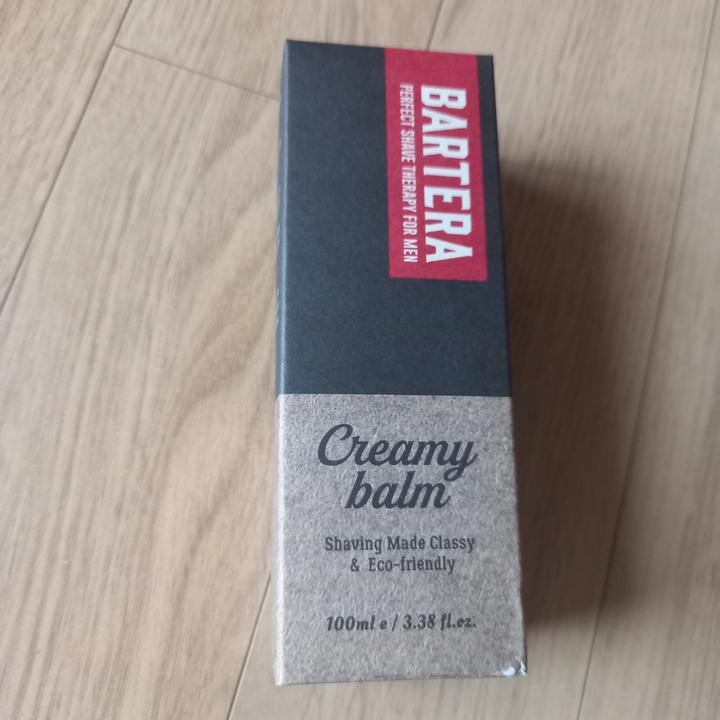 BARTERA
PERFECT SHAVE THERAPY FOR MEN
Creamy
balm
Shaving Made Classy
& Eco-friendly
100ml e / 3.38 fl.oz.